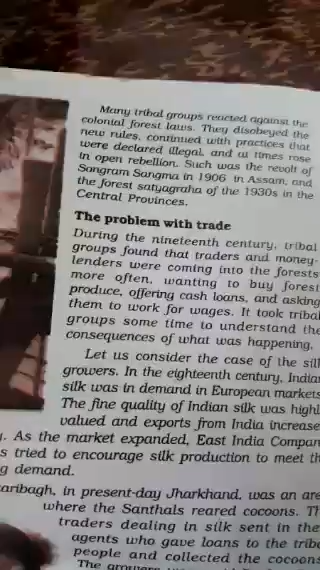 Many tribal groups reacted against the
colonial forest laws. They disobeyed the
new rules, continued with practices that
were declared illegal, and at times rose
in open rebellion. Such was the revolt of
Songram Sangma in 1906 in Assam, and
the forest satyagraha of the 1930s in the
Central Provinces.
The problem with trade
During the nineteenth century, tribal
groups found that traders and money-
lenders were coming into the forests
more often, wanting to buy forest
produce, offering cash loans, and asking
them to work for wages. It took tribal
groups some time to understand the
consequences of what was happening.
Let us consider the case of the silk
growers. In the eighteenth century, Indian
silk was in demand in European markets
The fine quality of Indian silk was highl
valued and exports from India increase
. As the market expanded, East India Compan
s tried to encourage silk production to meet th
g demand.
aribagh, in present-day Jharkhand, was an are
where the Santhals reared cocoons. Th
traders dealing in silk sent in the
agents who gave loans to the triba
people and collected the cocoons
The growers